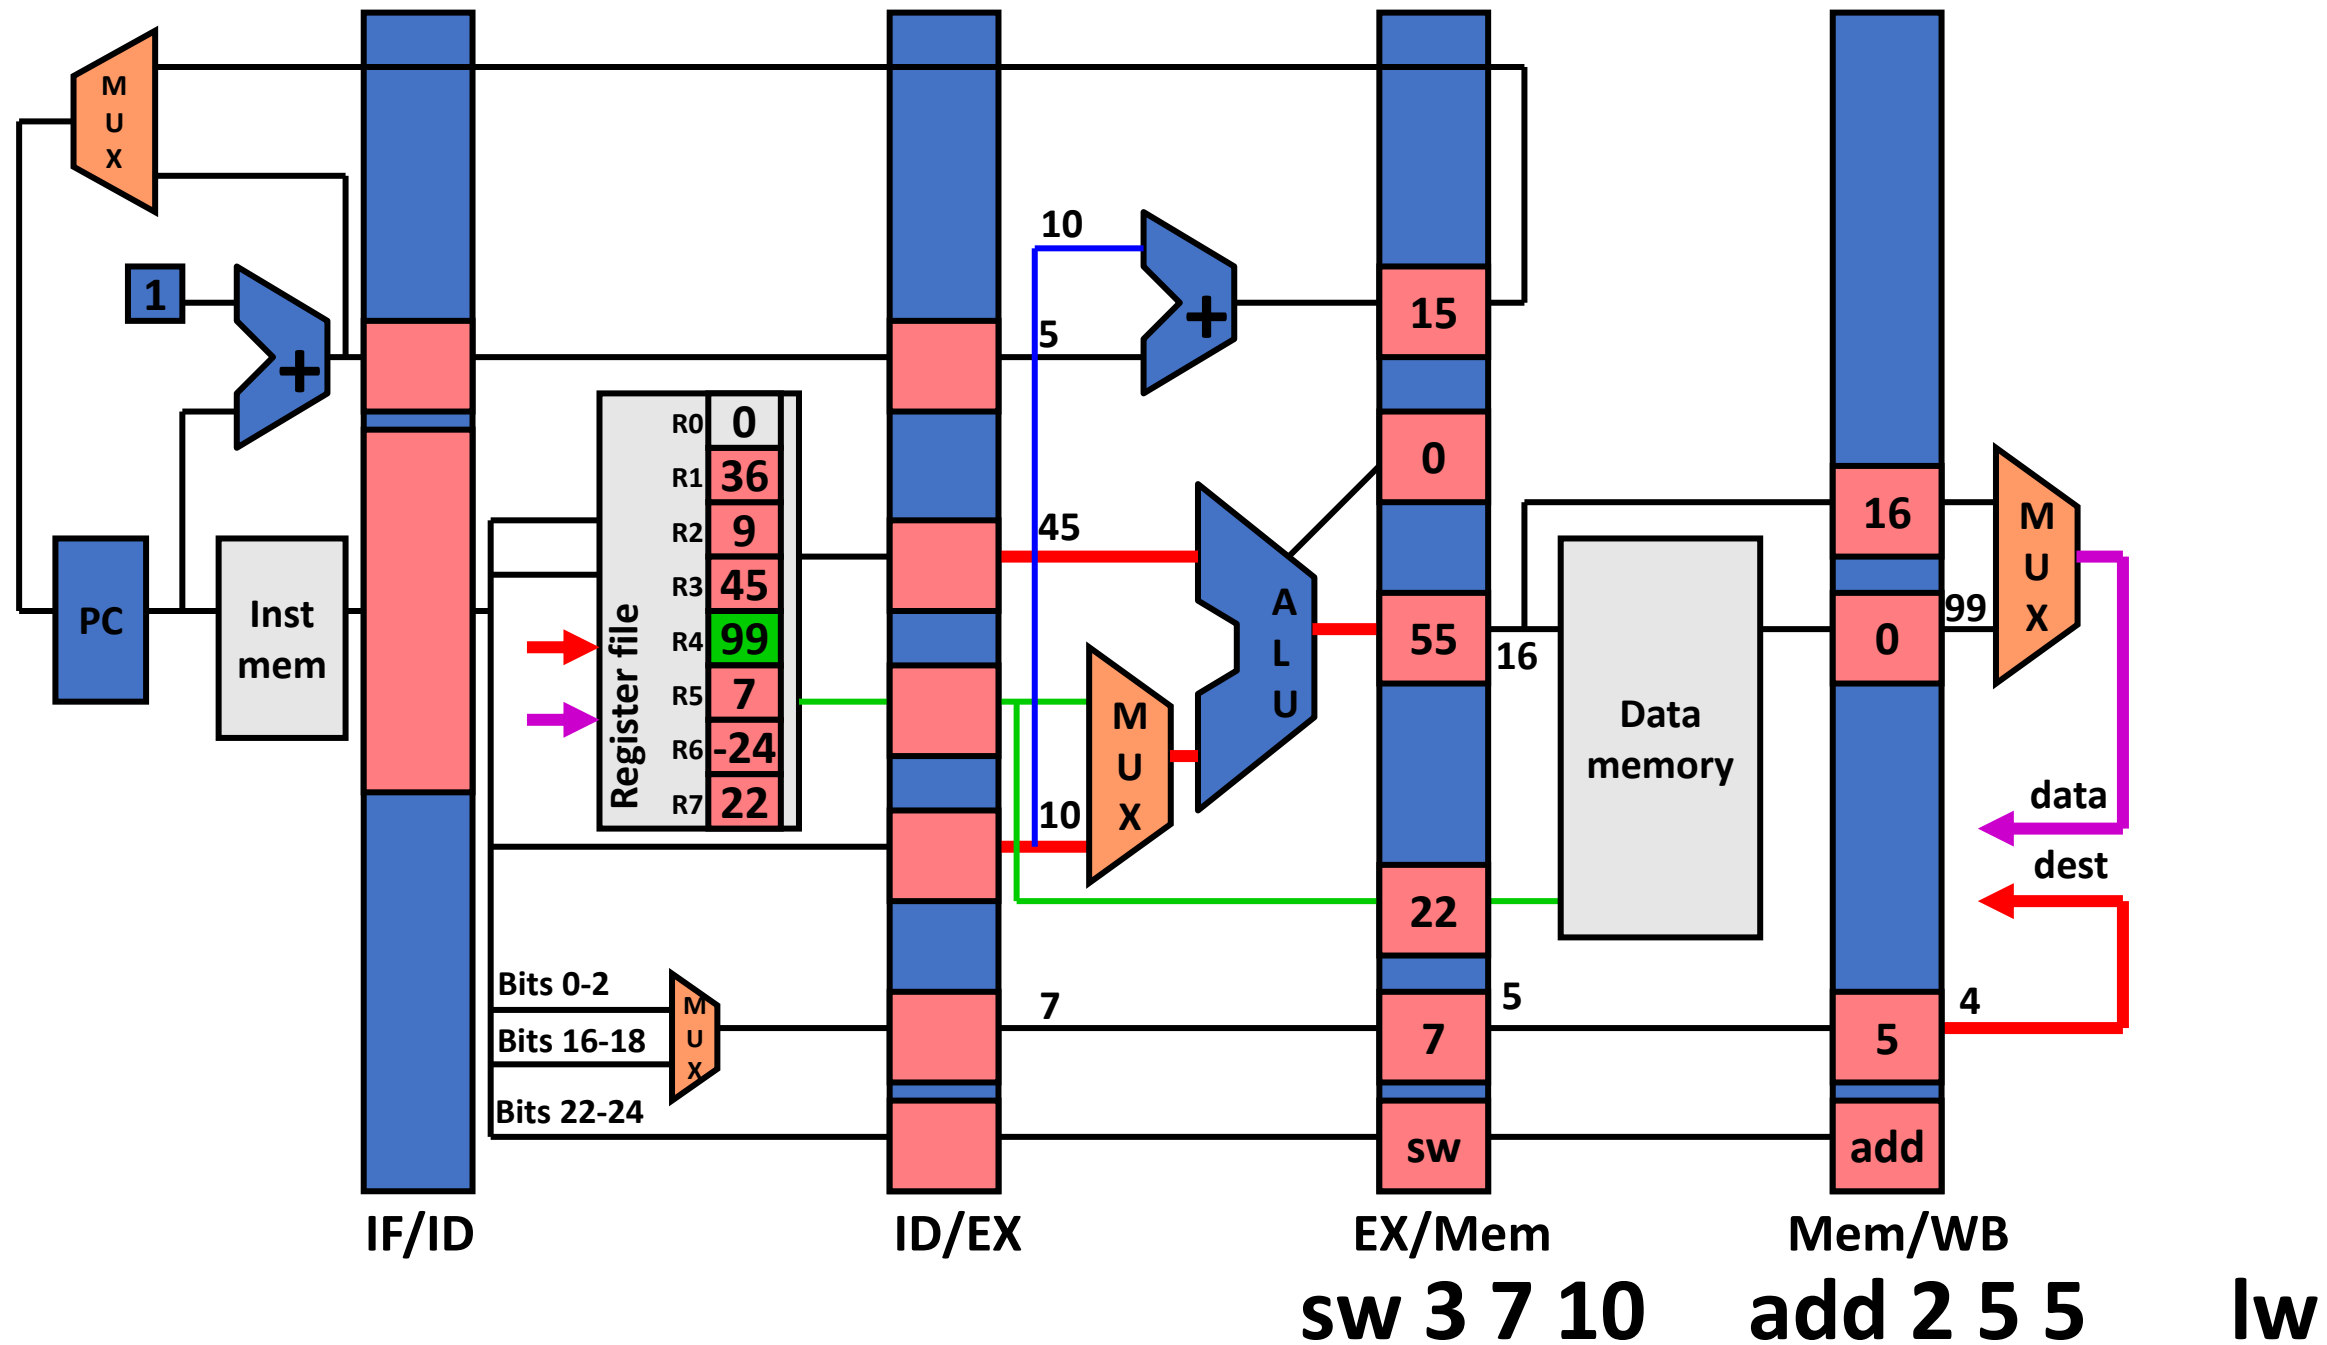 M
U
X
1
+
PC
Inst
mem
Register file
R0 0
R1 36
R2 9
R3 45
R4 99
R5 7
R6 -24
R7 22
Bits 0-2
Bits 16-18
Bits 22-24
M
U
X
10
5
+
45
10
7
M
U
X
A
L
U
15
0
55
22
7
sw
16
5
Data
memory
16
0
5
add
99
4
M
U
X
data
dest
IF/ID
ID/EX
EX/Mem
Mem/WB
sw 3 7 10
add 2 5 5
lw